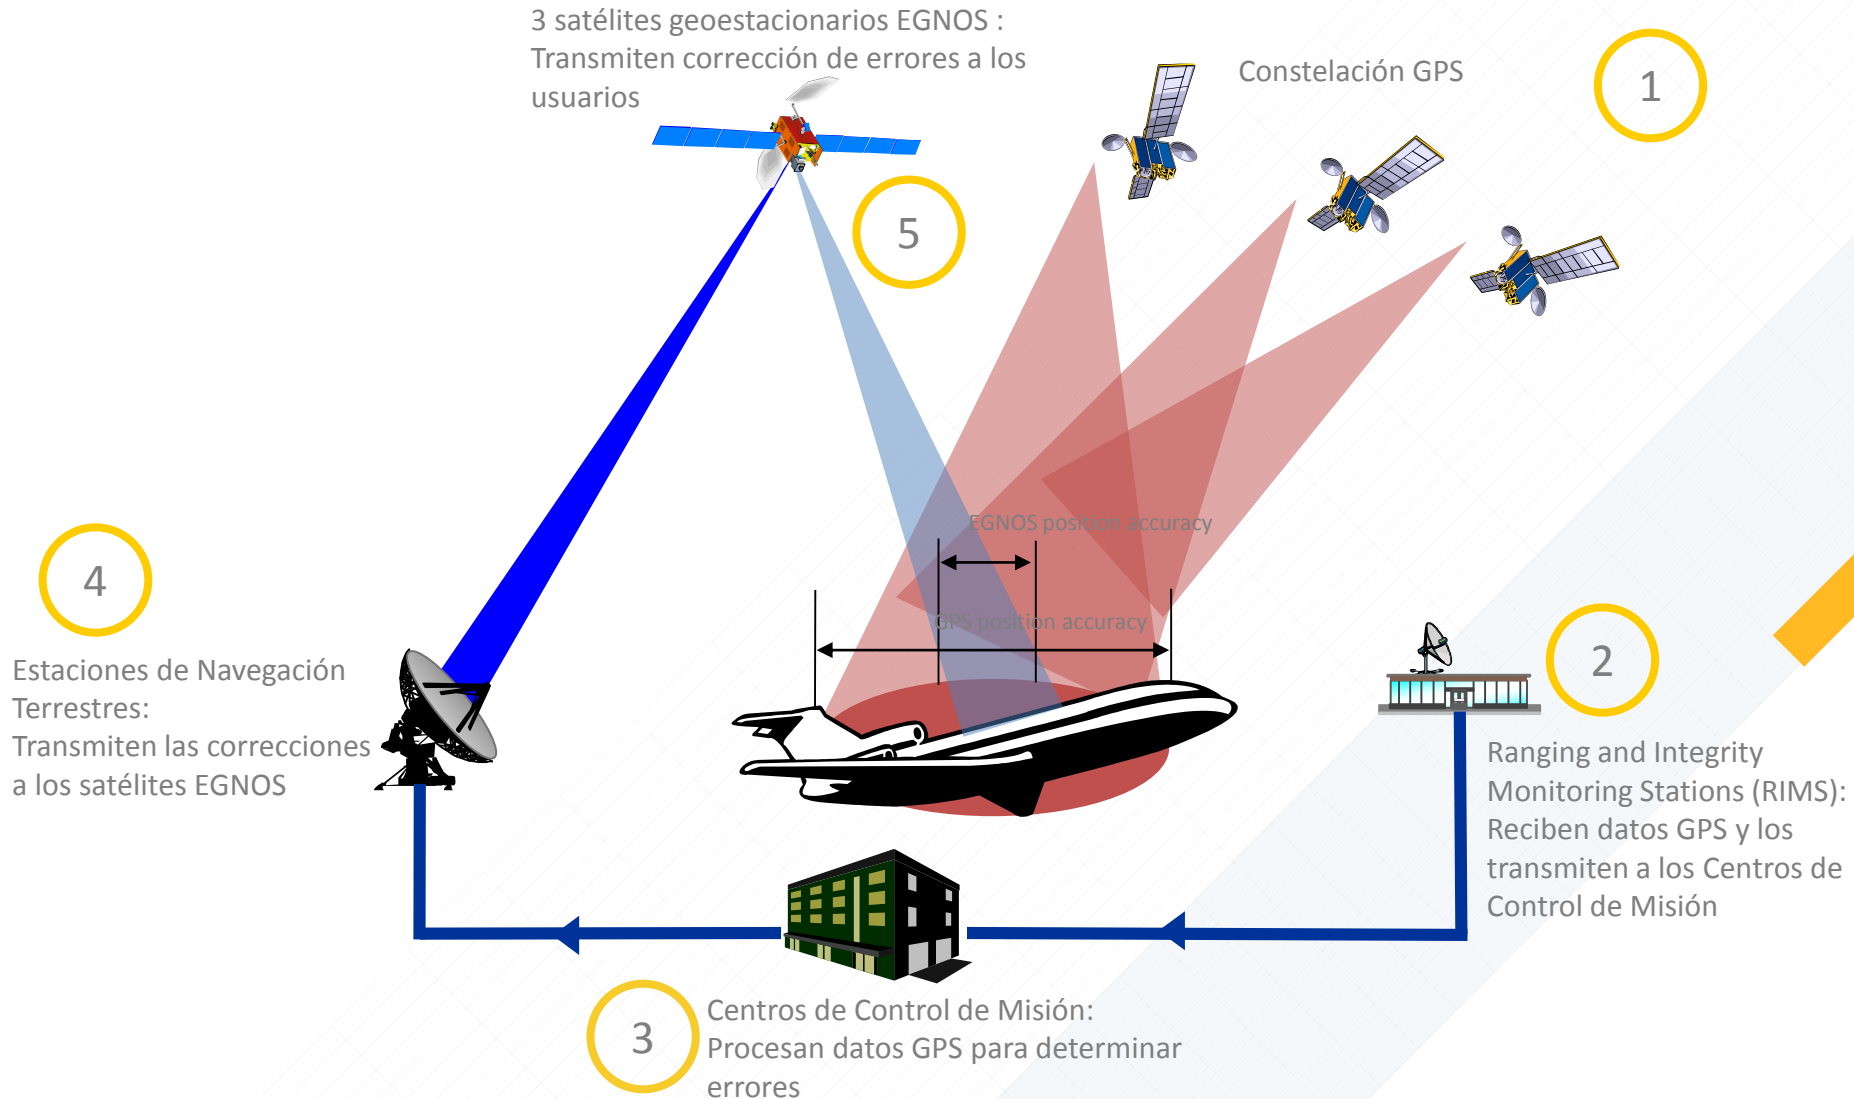 3 satélites geoestacionarios EGNOS :
Transmiten corrección de errores a los
usuarios
Constelación GPS
1
5
EGNOS position accuracy
GPS position accuracy
4
Estaciones de Navegación
Terrestres:
Transmiten las correcciones
a los satélites EGNOS
2
Ranging and Integrity
Monitoring Stations (RIMS):
Reciben datos GPS y los
transmiten a los Centros de
Control de Misión
3
Centros de Control de Misión:
Procesan datos GPS para determinar
errores